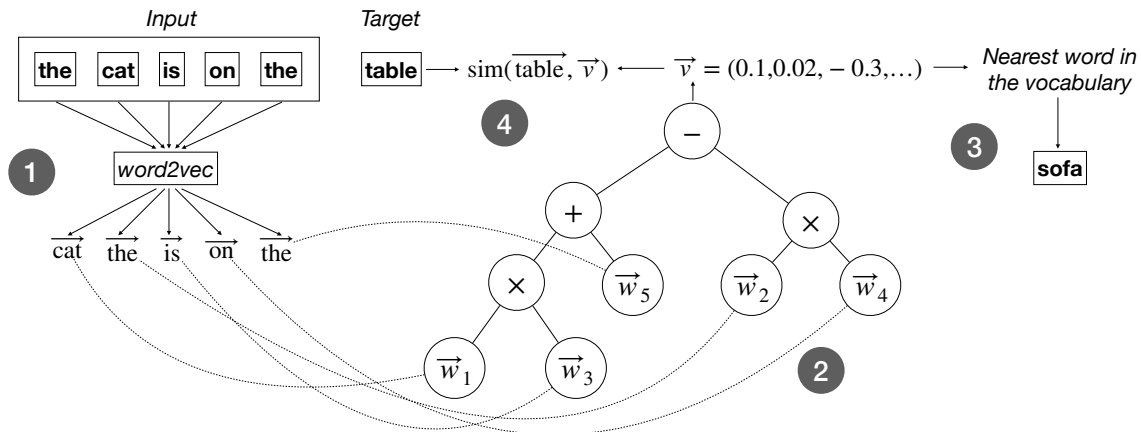 Input
Target
the cat is on the
table
sim(table, v)
v = (0.1,0.02, − 0.3,…)
Nearest word in
the vocabulary
4
3
−
1
word2vec
sofa
+
×
cat the is on the
×
w5
w2
w4
w1
w3
2